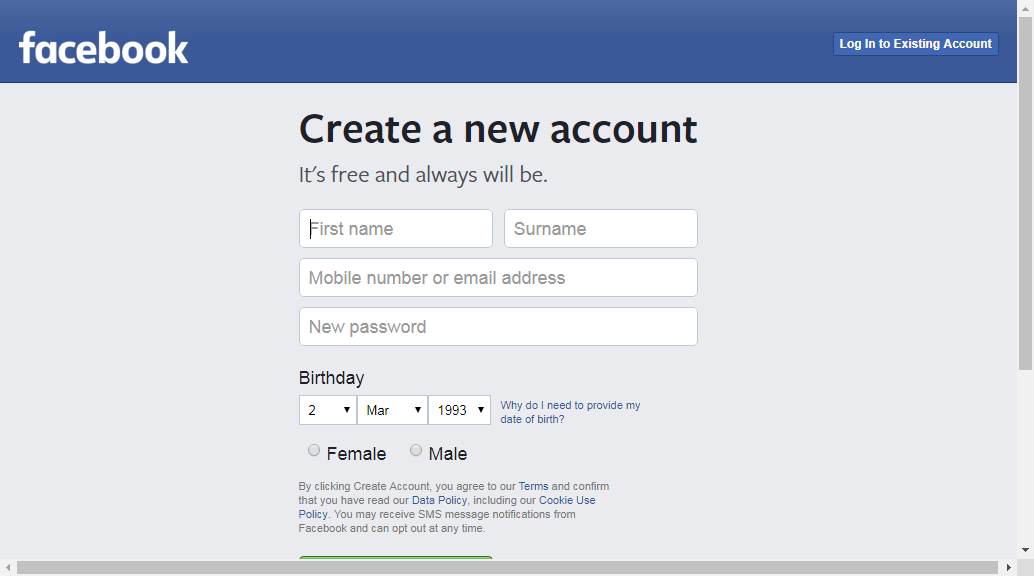 facebook
Log In to Existing Account
Create a new account
It's free and always will be.
First name
Surname
Mobile number or email address
New password
Birthday
2
Mar
1993
Why do I need to provide my
date of birth?
Female
Male
By clicking Create Account, you agree to our Terms and confirm
that you have read our Data Policy, including our Cookie Use
Policy. You may receive SMS message notifications from
Facebook and can opt out at any time.